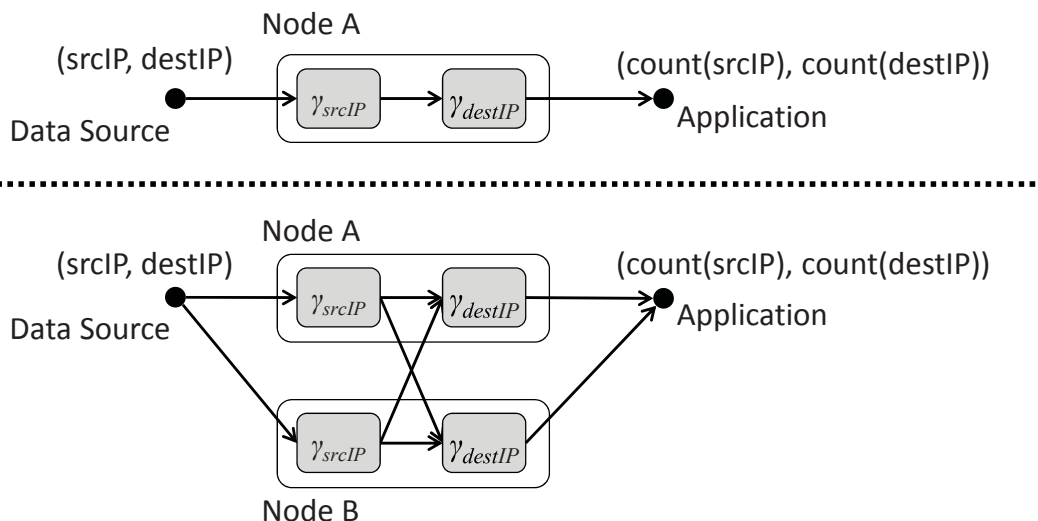 Node A
(srcIP, destIP)
(count(srcIP), count(destIP))
γsrcIP
γdestIP
Data Source
Application
Node A
(srcIP, destIP)
(count(srcIP), count(destIP))
γsrcIP
γdestIP
Data Source
Application
γsrcIP
γdestIP
Node B